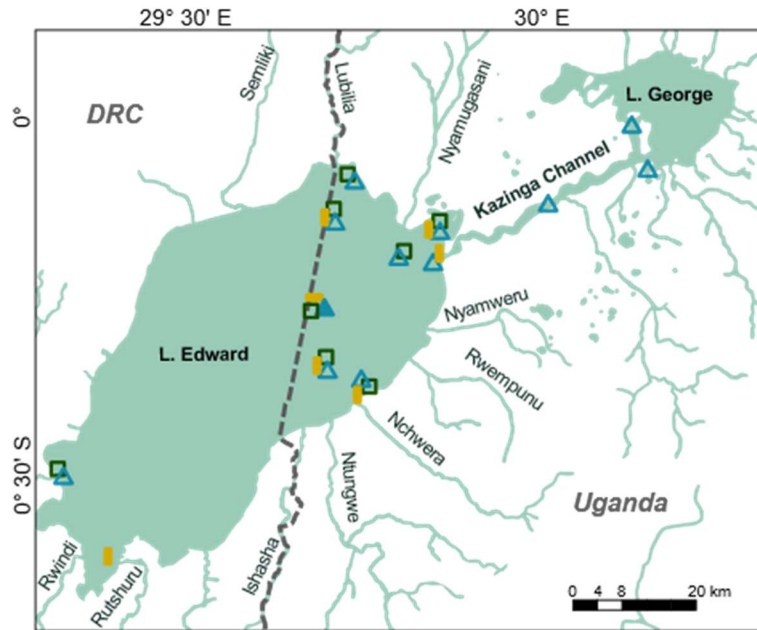 29° 30' E
30° E
0°
0° 30' S
DRC
Semliki
Lubilia
Nyamugasani
L. George
Kazinga Channel
L. Edward
Nyamweru
Rwempunu
Nchwera
Ntungwe
Ishasha
Uganda
Rwindi
Rutshuru
0 4 8 20 km